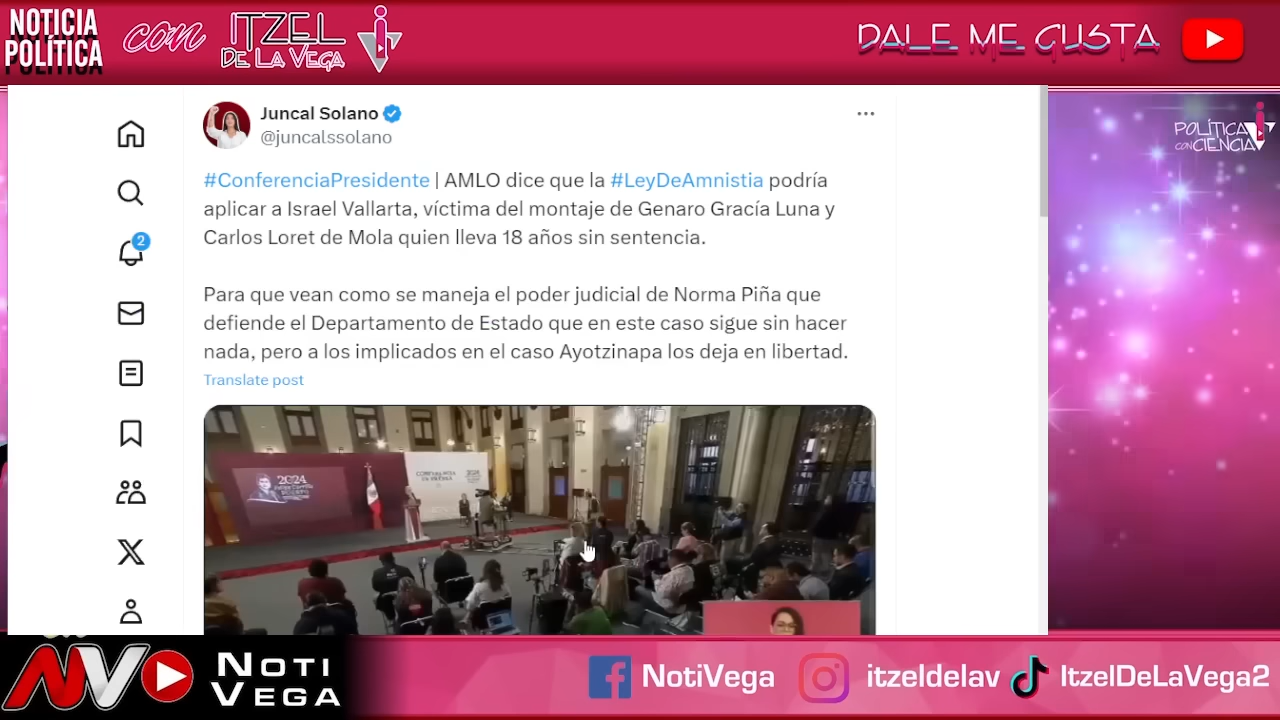 NOTICIA
POLÍTICA
con
ITZEL
DE LA VEGA
DALE ME GUSTA
POLÍTICA
CON CIENCIA
Juncal Solano
@juncalssolano
#ConferenciaPresidente | AMLO dice que la #LeyDeAmnistia podría
aplicar a Israel Vallarta, víctima del montaje de Genaro Gracía Luna y
Carlos Loret de Mola quien lleva 18 años sin sentencia.
Para que vean como se maneja el poder judicial de Norma Piña que
defiende el Departamento de Estado que en este caso sigue sin hacer
nada, pero a los implicados en el caso Ayotzinapa los deja en libertad.
Translate post
2
2024
NOTI
VEGA
NotiVega
itzeldelav
ItzelDeLaVega2